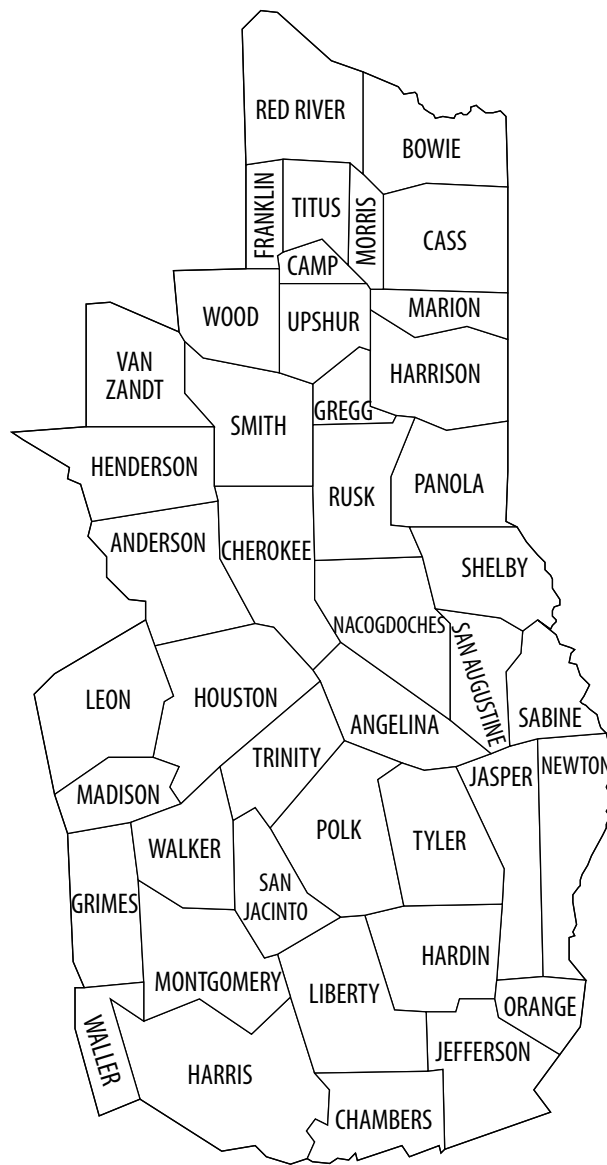 RED RIVER
BOWIE
FRANKLIN
TITUS
MORRIS
CASS
CAMP
WOOD
UPSHUR
MARION
VAN
ZANDT
HARRISON
SMITH
GREGG
HENDERSON
RUSK
PANOLA
ANDERSON
CHEROKEE
SHELBY
NACOGDOCHES
SAN AUGUSTINE
LEON
HOUSTON
ANGELINA
SABINE
TRINITY
JASPER
NEWTON
MADISON
WALKER
POLK
TYLER
GRIMES
SAN
JACINTO
MONTGOMERY
LIBERTY
HARDIN
ORANGE
WALLER
HARRIS
JEFFERSON
CHAMBERS